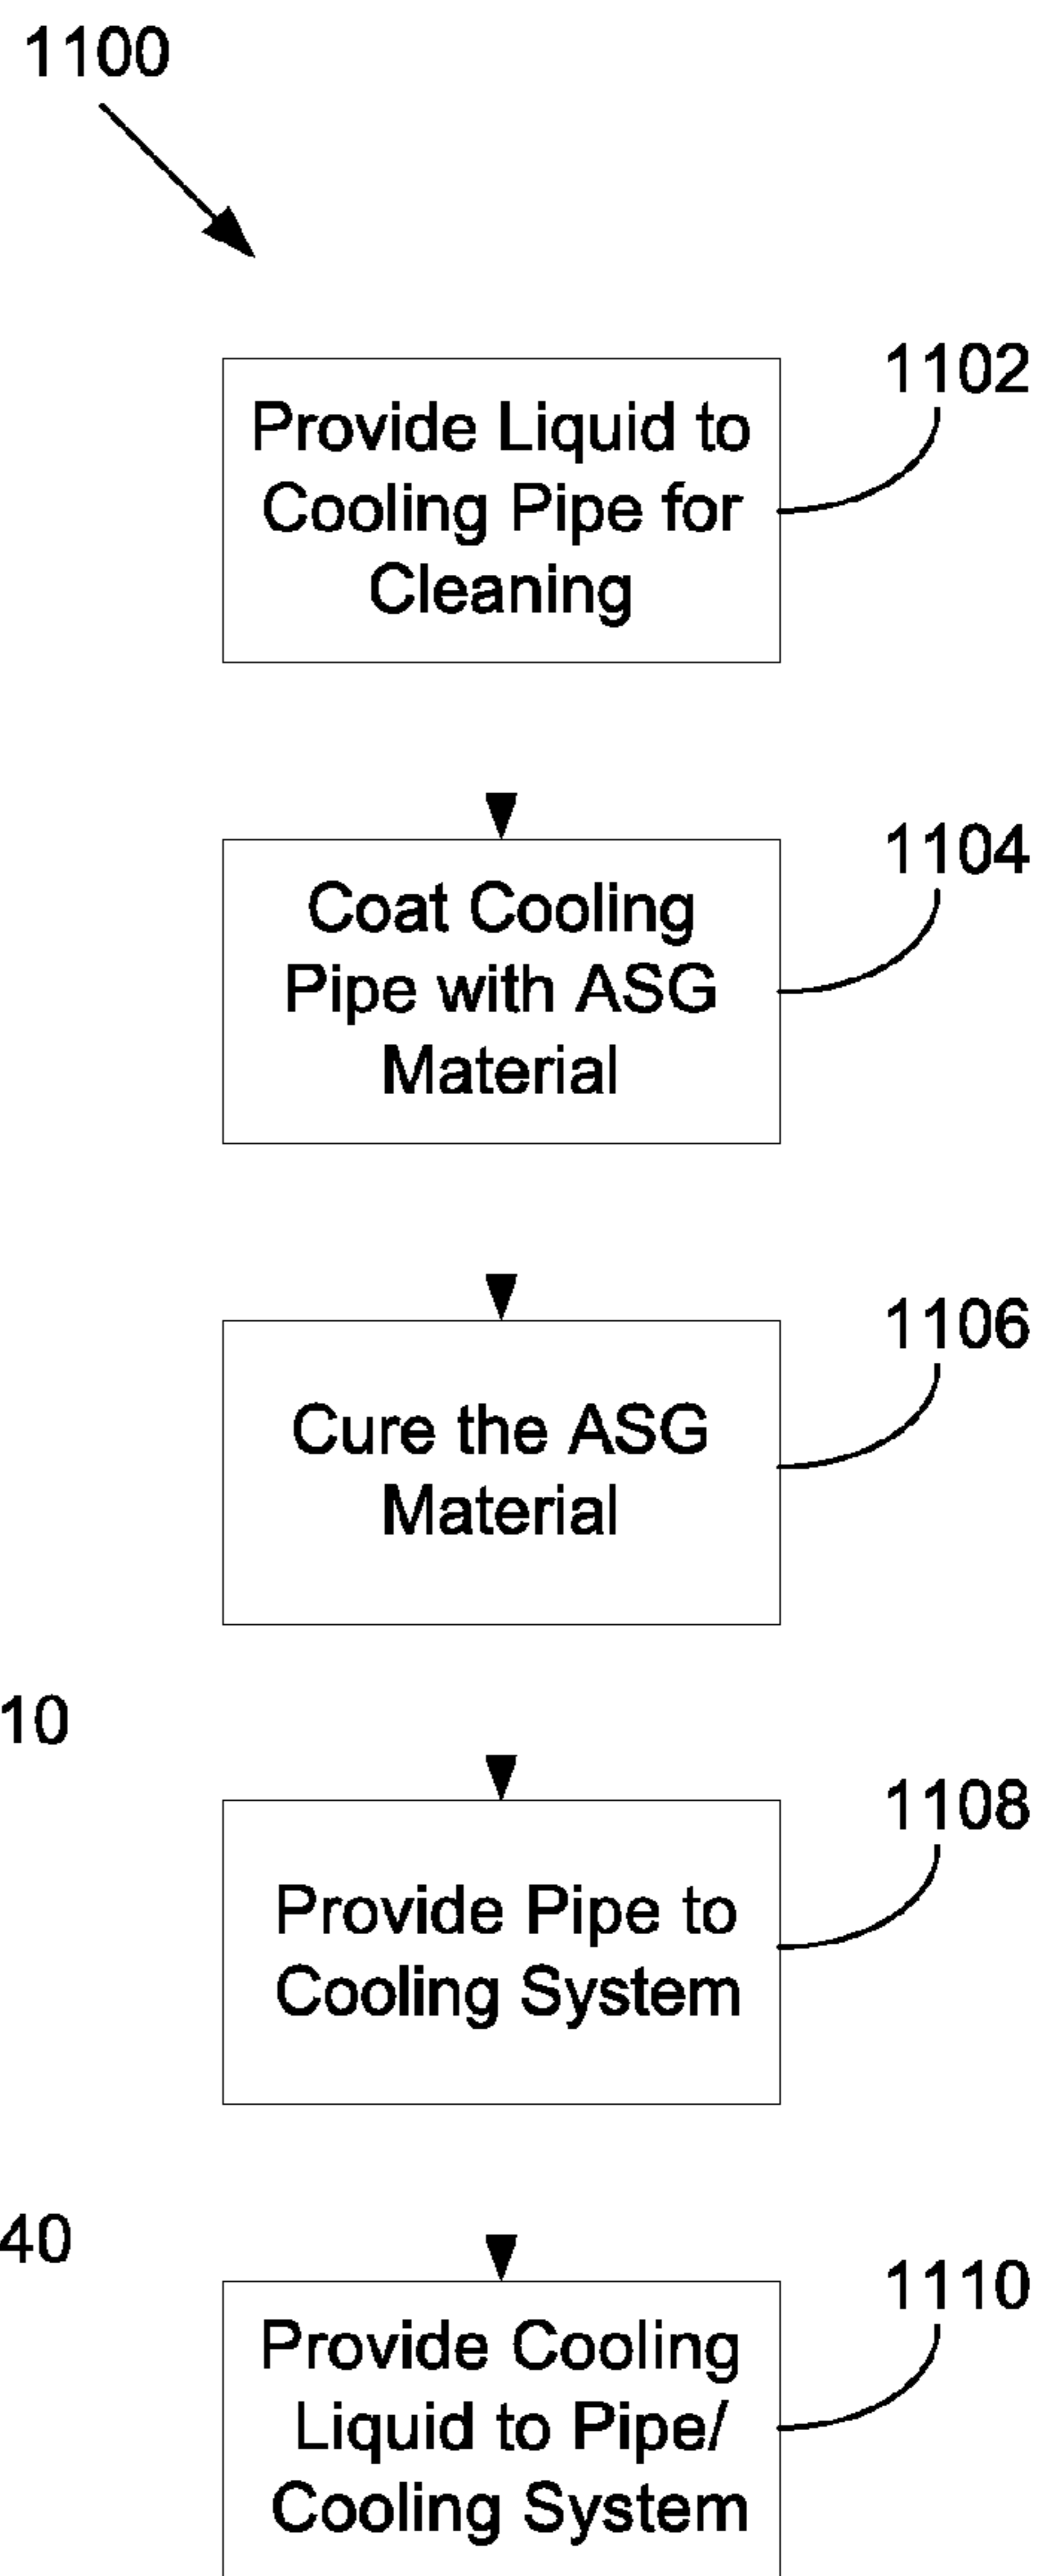 1100
1102
Provide Liquid to
Cooling Pipe for
Cleaning
1104
Coat Cooling
Pipe with ASG
Material
1106
Cure the ASG
Material
10
1108
Provide Pipe to
Cooling System
40
1110
Provide Cooling
Liquid to Pipe/
Cooling System